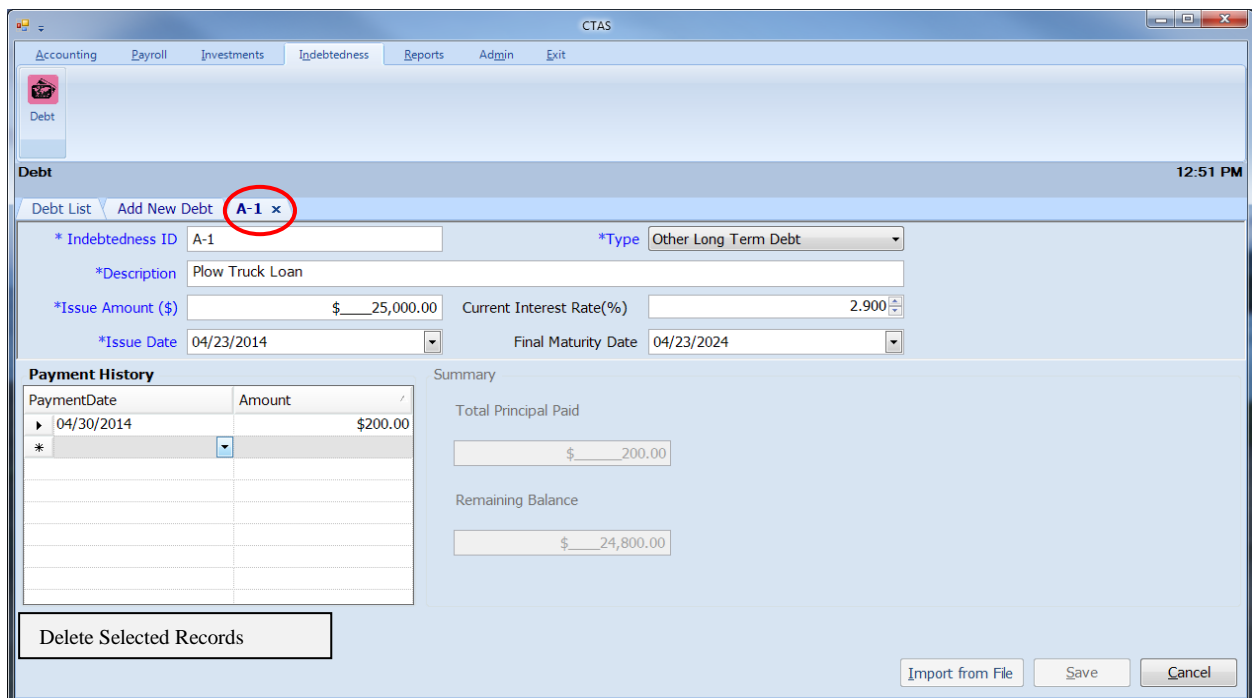 CTAS
Accounting Payroll Investments Indebtedness Reports Admin Exit
Debt
Debt 12:51 PM
Debt List Add New Debt A-1 ×
* Indebtedness ID A-1 *Type Other Long Term Debt
*Description Plow Truck Loan
*Issue Amount ($) $____25,000.00 Current Interest Rate(%) 2.900
*Issue Date 04/23/2014 Final Maturity Date 04/23/2024
Payment History Summary
PaymentDate Amount
Total Principal Paid
04/30/2014 $200.00
*
$______200.00
Remaining Balance
$____24,800.00
Delete Selected Records
Import from File Save Cancel